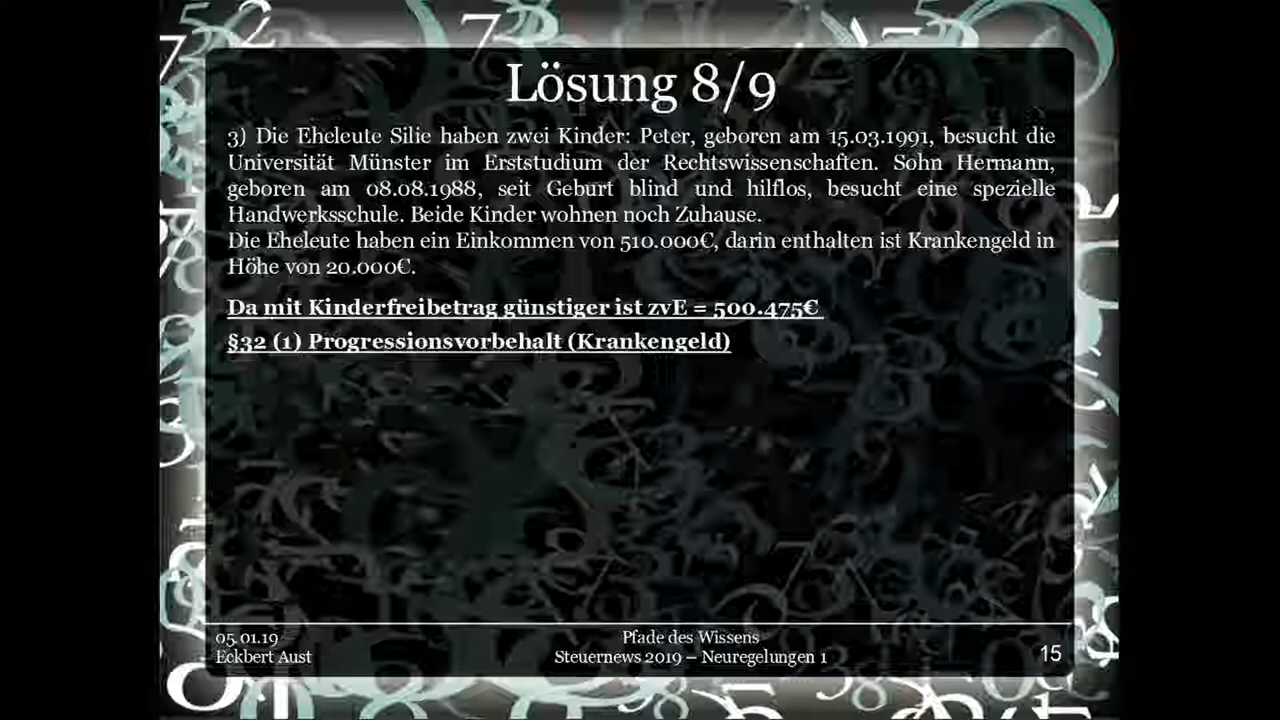 Lösung 8/9
3) Die Eheleute Silie haben zwei Kinder: Peter, geboren am 15.03.1991, besucht die
Universität Münster im Erststudium der Rechtswissenschaften. Sohn Hermann,
geboren am 08.08.1988, seit Geburt blind und hilflos, besucht eine spezielle
Handwerksschule. Beide Kinder wohnen noch Zuhause.
Die Eheleute haben ein Einkommen von 510.000€, darin enthalten ist Krankengeld in
Höhe von 20.000€.
Da mit Kinderfreibetrag günstiger ist zvE = 500.475€
§32 (1) Progressionsvorbehalt (Krankengeld)
05.01.19
Eckbert Aust
Pfade des Wissens
Steuernews 2019 – Neuregelungen 1
15